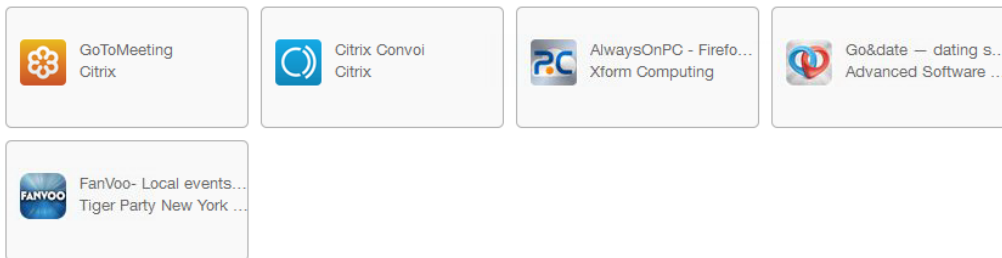 GoToMeeting
Citrix
Citrix Convoi
Citrix
AlwaysOnPC - Firefo...
Xform Computing
Go&date — dating s...
Advanced Software ...
PC
FANVOO
FanVoo- Local events...
Tiger Party New York ...